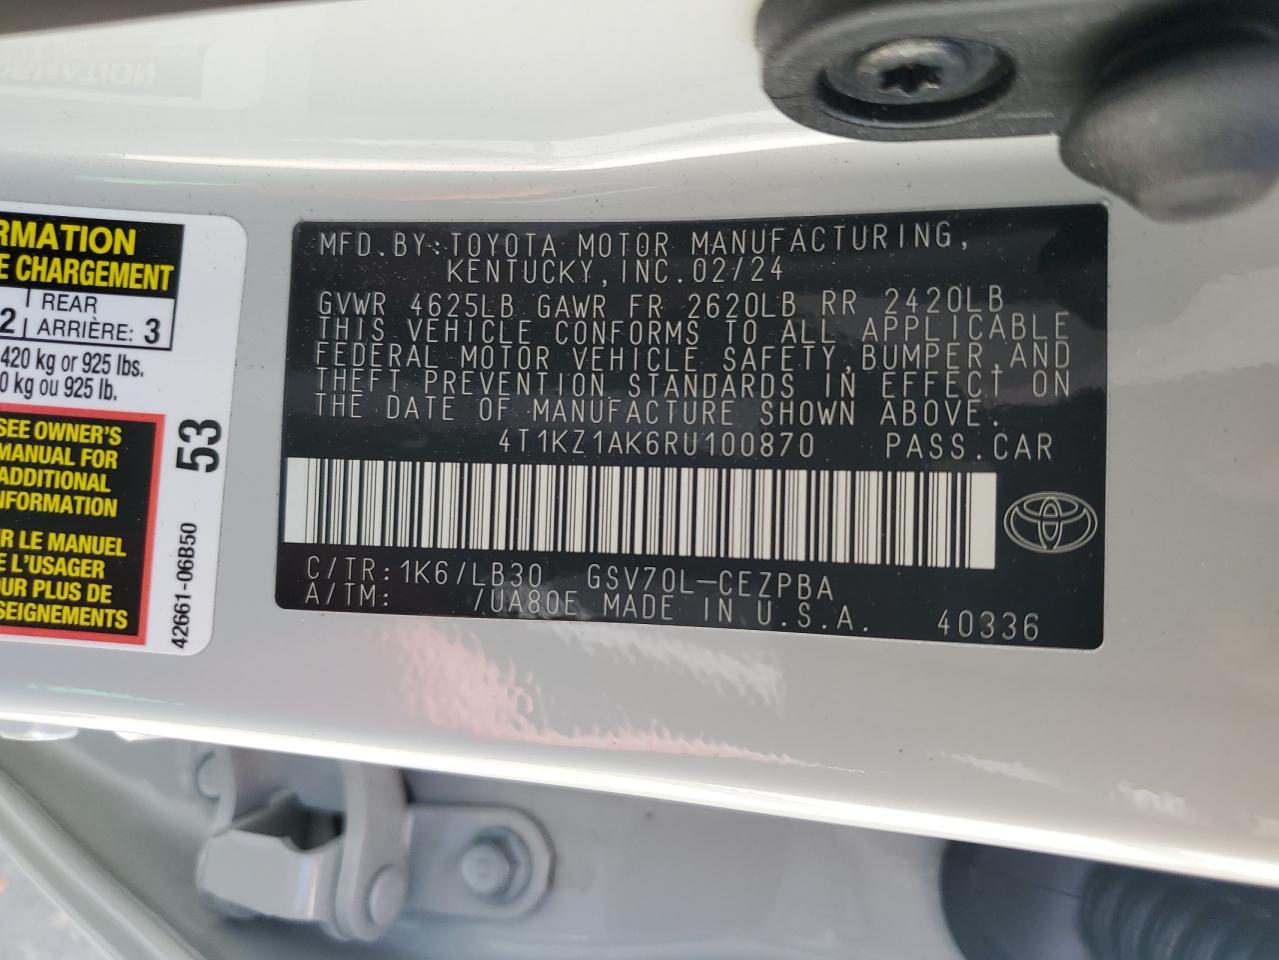 RMATION
E CHARGEMENT
2 REAR
ARRIÈRE: 3
420 kg or 925 lbs.
0 kg ou 925 lb.
SEE OWNER'S
MANUAL FOR
ADDITIONAL
NFORMATION
R LE MANUEL
E L'USAGER
OUR PLUS DE
SEIGNEMENTS
53
42661-06B50
MFD.BY:TOYOTA MOTOR MANUFACTURING,
KENTUCKY,INC.02/24
GVWR 4625LB GAWR FR 2620LB RR 2420LB
THIS VEHICLE CONFORMS TO ALL APPLICABLE
FEDERAL MOTOR VEHICLE SAFETY,BUMPER,AND
THEFT PREVENTION STANDARDS IN EFFECT ON
THE DATE OF MANUFACTURE SHOWN ABOVE.
4T1KZ1AK6RU100870 PASS.CAR
C/TR:1K6/LB30 GSV70L-CEZPBA
A/TM: /UA80E MADE IN U.S.A. 40336